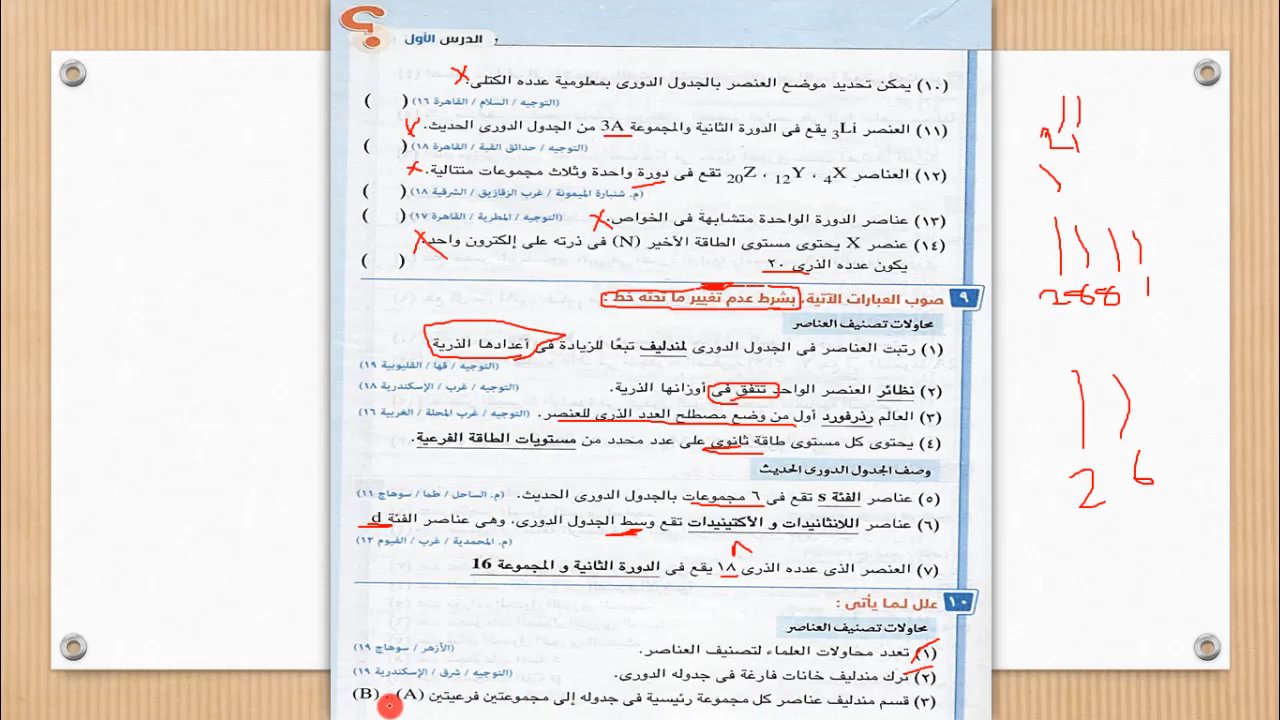 الدرس الأول
(١٠) يمكن تحديد موضع العنصر بالجدول الدورى بمعلومية عدده الكتلى.
(التوجيه / السلام / القاهرة ١٦) ( )
(١١) العنصر ₃Li يقع فى الدورة الثانية والمجموعة 3A من الجدول الدورى الحديث.
(التوجيه / حدائق القبة / القاهرة ١٨) ( )
(١٢) العناصر ₄X ، ₁₂Y ، ₂₀Z تقع فى دورة واحدة وثلاث مجموعات متتالية.
(م. شنبارة الميمونة / غرب الزقازيق / الشرقية ١٨) ( )
(١٣) عناصر الدورة الواحدة متشابهة فى الخواص. (التوجيه / المطرية / القاهرة ١٧) ( )
(١٤) عنصر X يحتوى مستوى الطاقة الأخير (N) فى ذرته على إلكترون واحد
يكون عدده الذرى ٢٠ ( )
٩ صوب العبارات الآتية، بشرط عدم تغيير ما تحته خط :
محاولات تصنيف العناصر
(١) رتبت العناصر فى الجدول الدورى لمندليف تبعًا للزيادة فى أعدادها الذرية
(التوجيه / قها / القليوبية ١٩)
(٢) نظائر العنصر الواحد تتفق فى أوزانها الذرية. (التوجيه / غرب / الإسكندرية ١٨)
(٣) العالم رذرفورد أول من وضع مصطلح العدد الذرى للعنصر. (التوجيه / غرب المحلة / الغربية ١٦)
(٤) يحتوى كل مستوى طاقة ثانوى على عدد محدد من مستويات الطاقة الفرعية.
وصف الجدول الدورى الحديث
(٥) عناصر الفئة s تقع فى ٦ مجموعات بالجدول الدورى الحديث. (م. الساحل / طما / سوهاج ١١)
(٦) عناصر اللانثانيدات و الأكتينيدات تقع وسط الجدول الدورى، وهى عناصر الفئة d
(م. المحمدية / غرب / الفيوم ١٢)
٨
(٧) العنصر الذى عدده الذرى ١٨ يقع فى الدورة الثانية و المجموعة 16
١٠ علل لما يأتى :
محاولات تصنيف العناصر
(١) تعدد محاولات العلماء لتصنيف العناصر. (الأزهر / سوهاج ١٩)
(٢) ترك مندليف خانات فارغة فى جدوله الدورى. (التوجيه / شرق / الإسكندرية ١٩)
(٣) قسم مندليف عناصر كل مجموعة رئيسية فى جدوله إلى مجموعتين فرعيتين (A) ، (B)
2 1
2 8 8 1
2 6